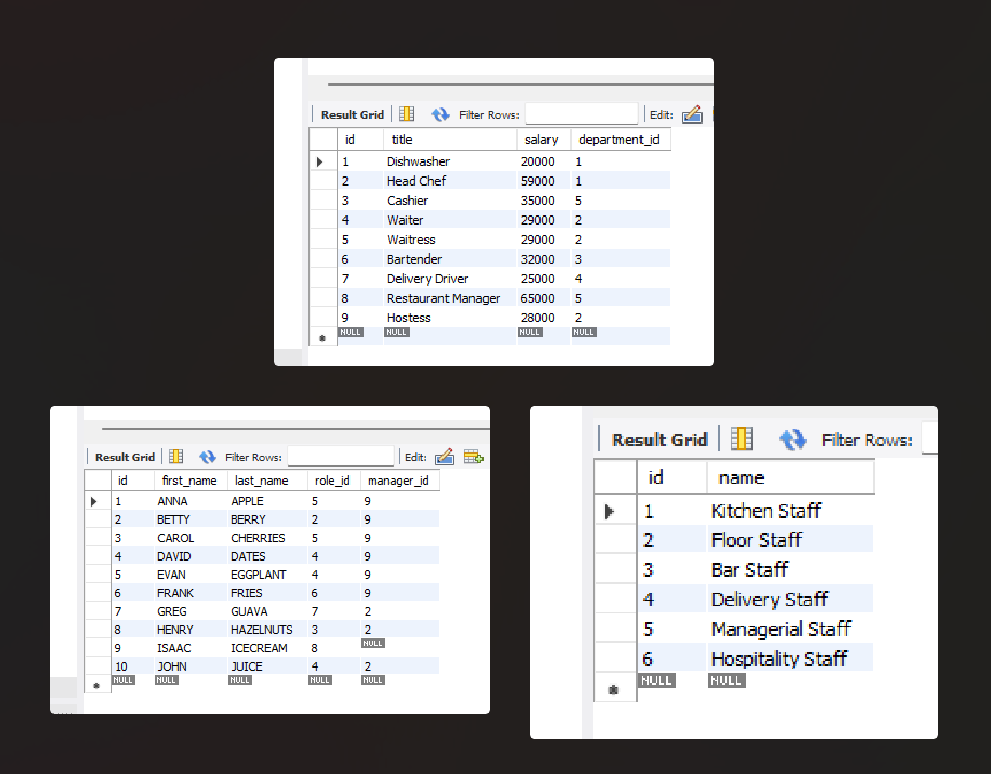 Result Grid Filter Rows: Edit:
id title salary department_id
1 Dishwasher 20000 1
2 Head Chef 59000 1
3 Cashier 35000 5
4 Waiter 29000 2
5 Waitress 29000 2
6 Bartender 32000 3
7 Delivery Driver 25000 4
8 Restaurant Manager 65000 5
9 Hostess 28000 2
NULL NULL NULL NULL
Result Grid Filter Rows: Edit:
id first_name last_name role_id manager_id
1 ANNA APPLE 5 9
2 BETTY BERRY 2 9
3 CAROL CHERRIES 5 9
4 DAVID DATES 4 9
5 EVAN EGGPLANT 4 9
6 FRANK FRIES 6 9
7 GREG GUAVA 7 2
8 HENRY HAZELNUTS 3 2
9 ISAAC ICECREAM 8 NULL
10 JOHN JUICE 4 2
NULL NULL NULL NULL NULL
Result Grid Filter Rows:
id name
1 Kitchen Staff
2 Floor Staff
3 Bar Staff
4 Delivery Staff
5 Managerial Staff
6 Hospitality Staff
NULL NULL